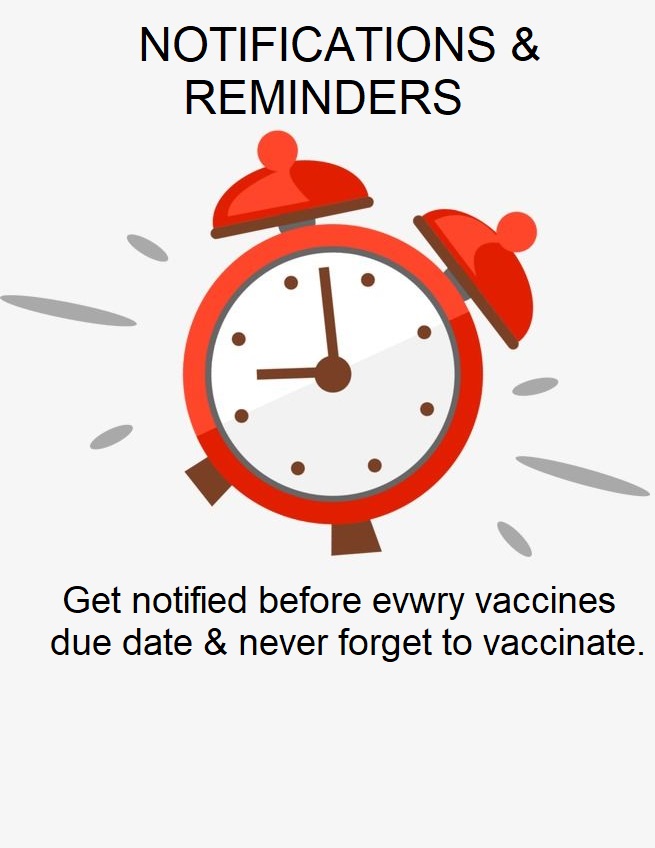 NOTIFICATIONS &
REMINDERS
Get notified before evwry vaccines
due date & never forget to vaccinate.